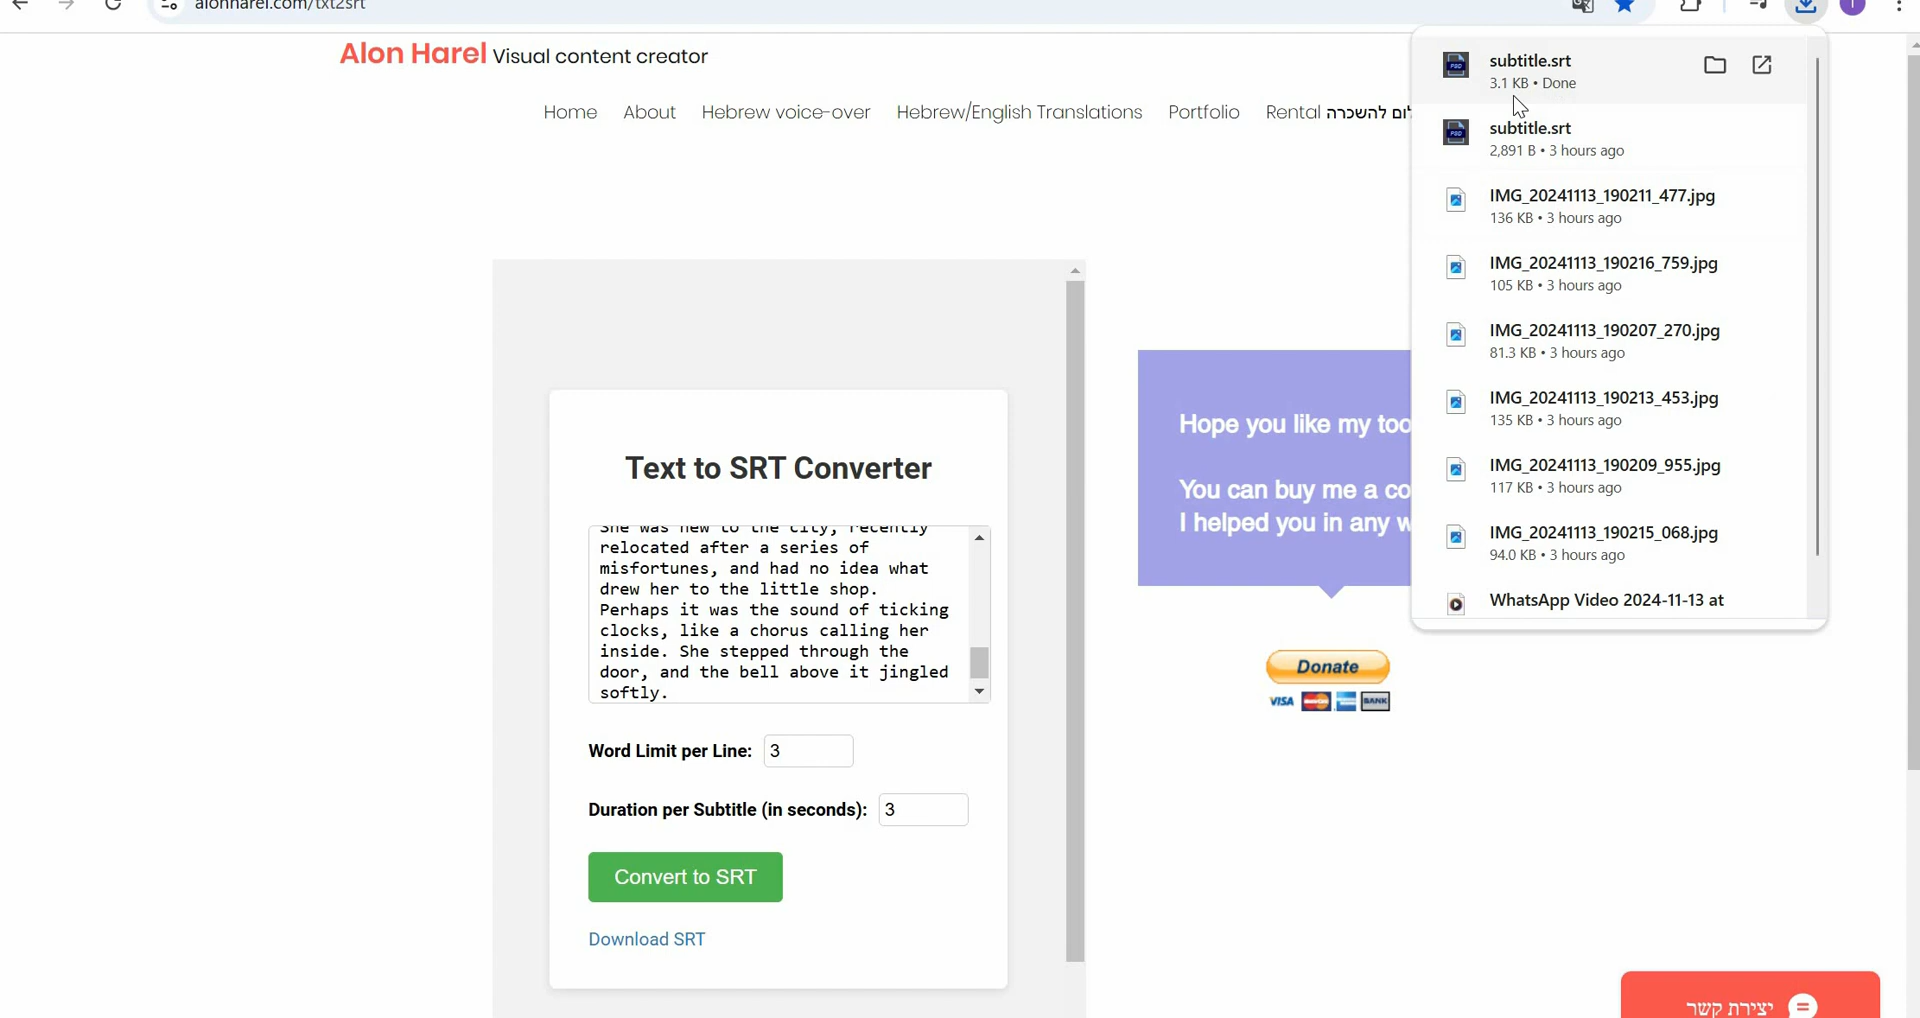 alonharel.com/txt2srt
Alon Harel Visual content creator
Home About Hebrew voice-over Hebrew/English Translations Portfolio Rental להשכרה
Text to SRT Converter
She was new to the city, recently
relocated after a series of
misfortunes, and had no idea what
drew her to the little shop.
Perhaps it was the sound of ticking
clocks, like a chorus calling her
inside. She stepped through the
door, and the bell above it jingled
softly.
Word Limit per Line: 3
Duration per Subtitle (in seconds): 3
Convert to SRT
Download SRT
Hope you like my too
You can buy me a co
I helped you in any w
Donate
VISA
BANK
subtitle.srt
3.1 KB • Done
subtitle.srt
2,891 B • 3 hours ago
IMG_20241113_190211_477.jpg
136 KB • 3 hours ago
IMG_20241113_190216_759.jpg
105 KB • 3 hours ago
IMG_20241113_190207_270.jpg
81.3 KB • 3 hours ago
IMG_20241113_190213_453.jpg
135 KB • 3 hours ago
IMG_20241113_190209_955.jpg
117 KB • 3 hours ago
IMG_20241113_190215_068.jpg
94.0 KB • 3 hours ago
WhatsApp Video 2024-11-13 at
יצירת קשר